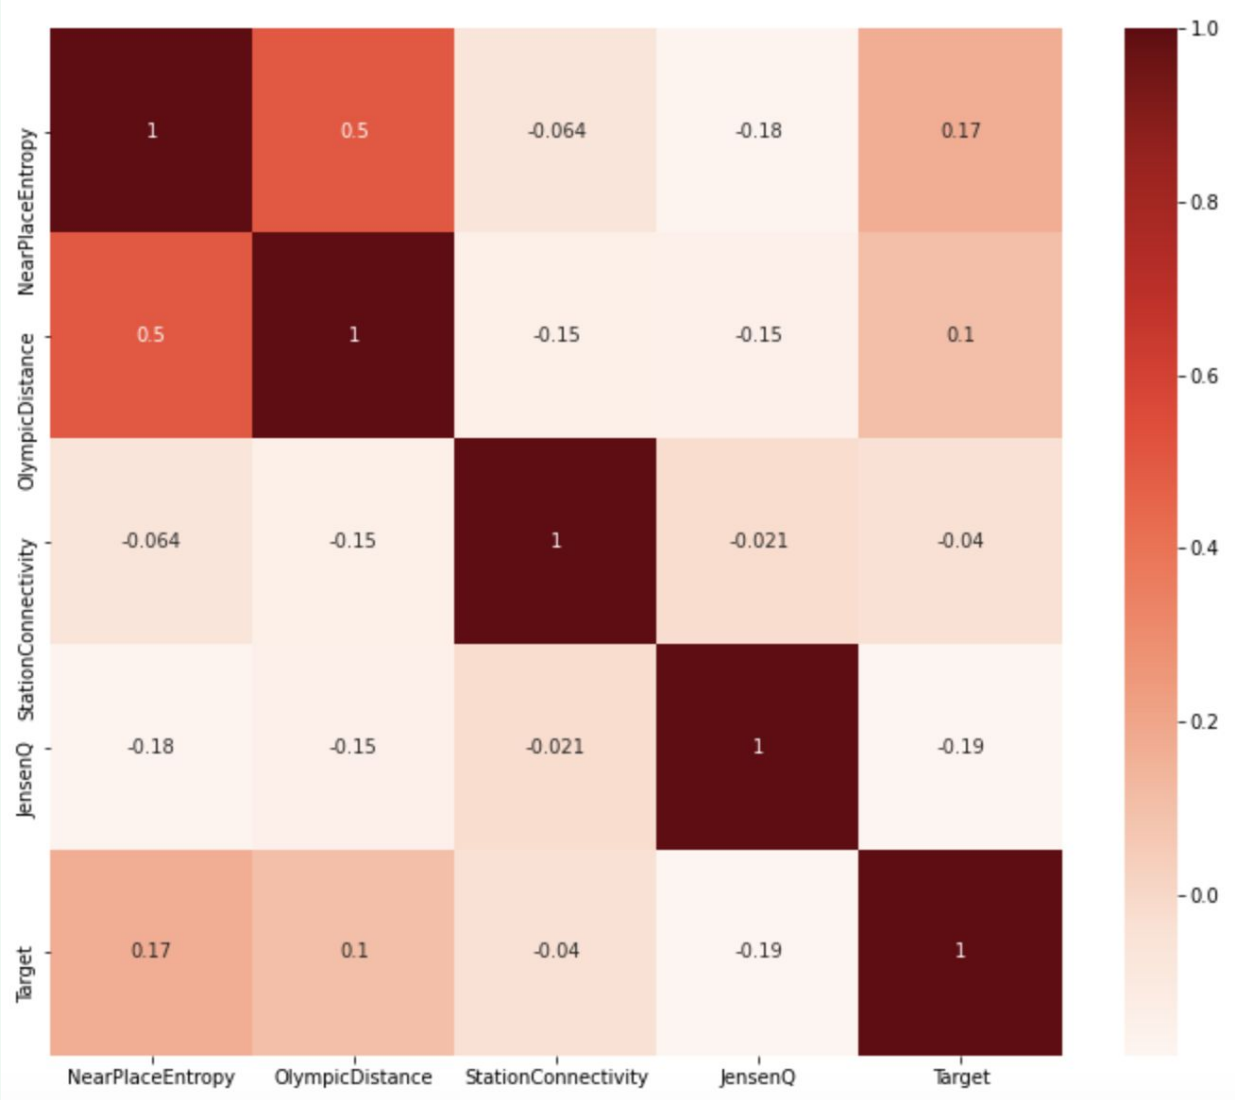 NearPlaceEntropy 1 0.5 -0.064 -0.18 0.17
OlympicDistance 0.5 1 -0.15 -0.15 0.1
StationConnectivity -0.064 -0.15 1 -0.021 -0.04
JensenQ -0.18 -0.15 -0.021 1 -0.19
Target 0.17 0.1 -0.04 -0.19 1
NearPlaceEntropy OlympicDistance StationConnectivity JensenQ Target
1.0
0.8
0.6
0.4
0.2
0.0